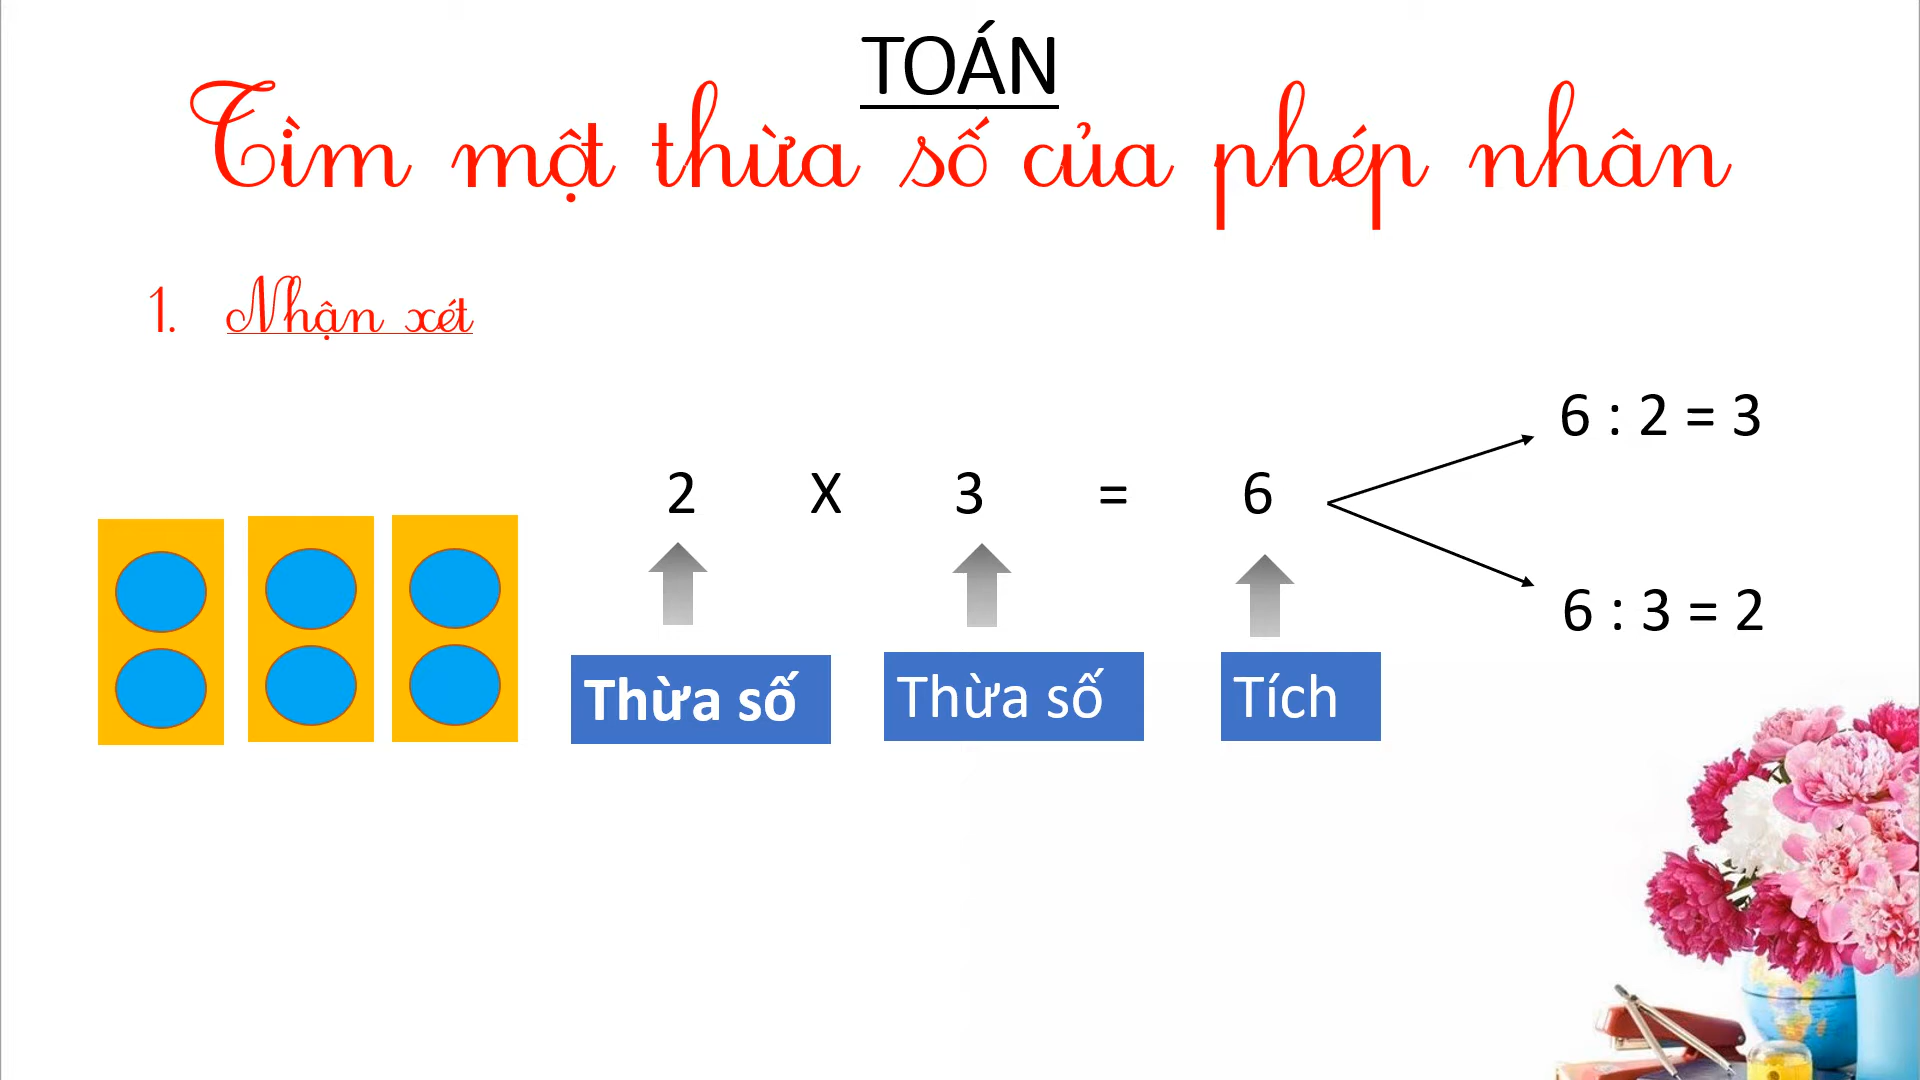 TOÁN
Tìm một thừa số của phép nhân
1. Nhận xét
6 : 2 = 3
2 X 3 = 6
6 : 3 = 2
Thừa số Thừa số Tích